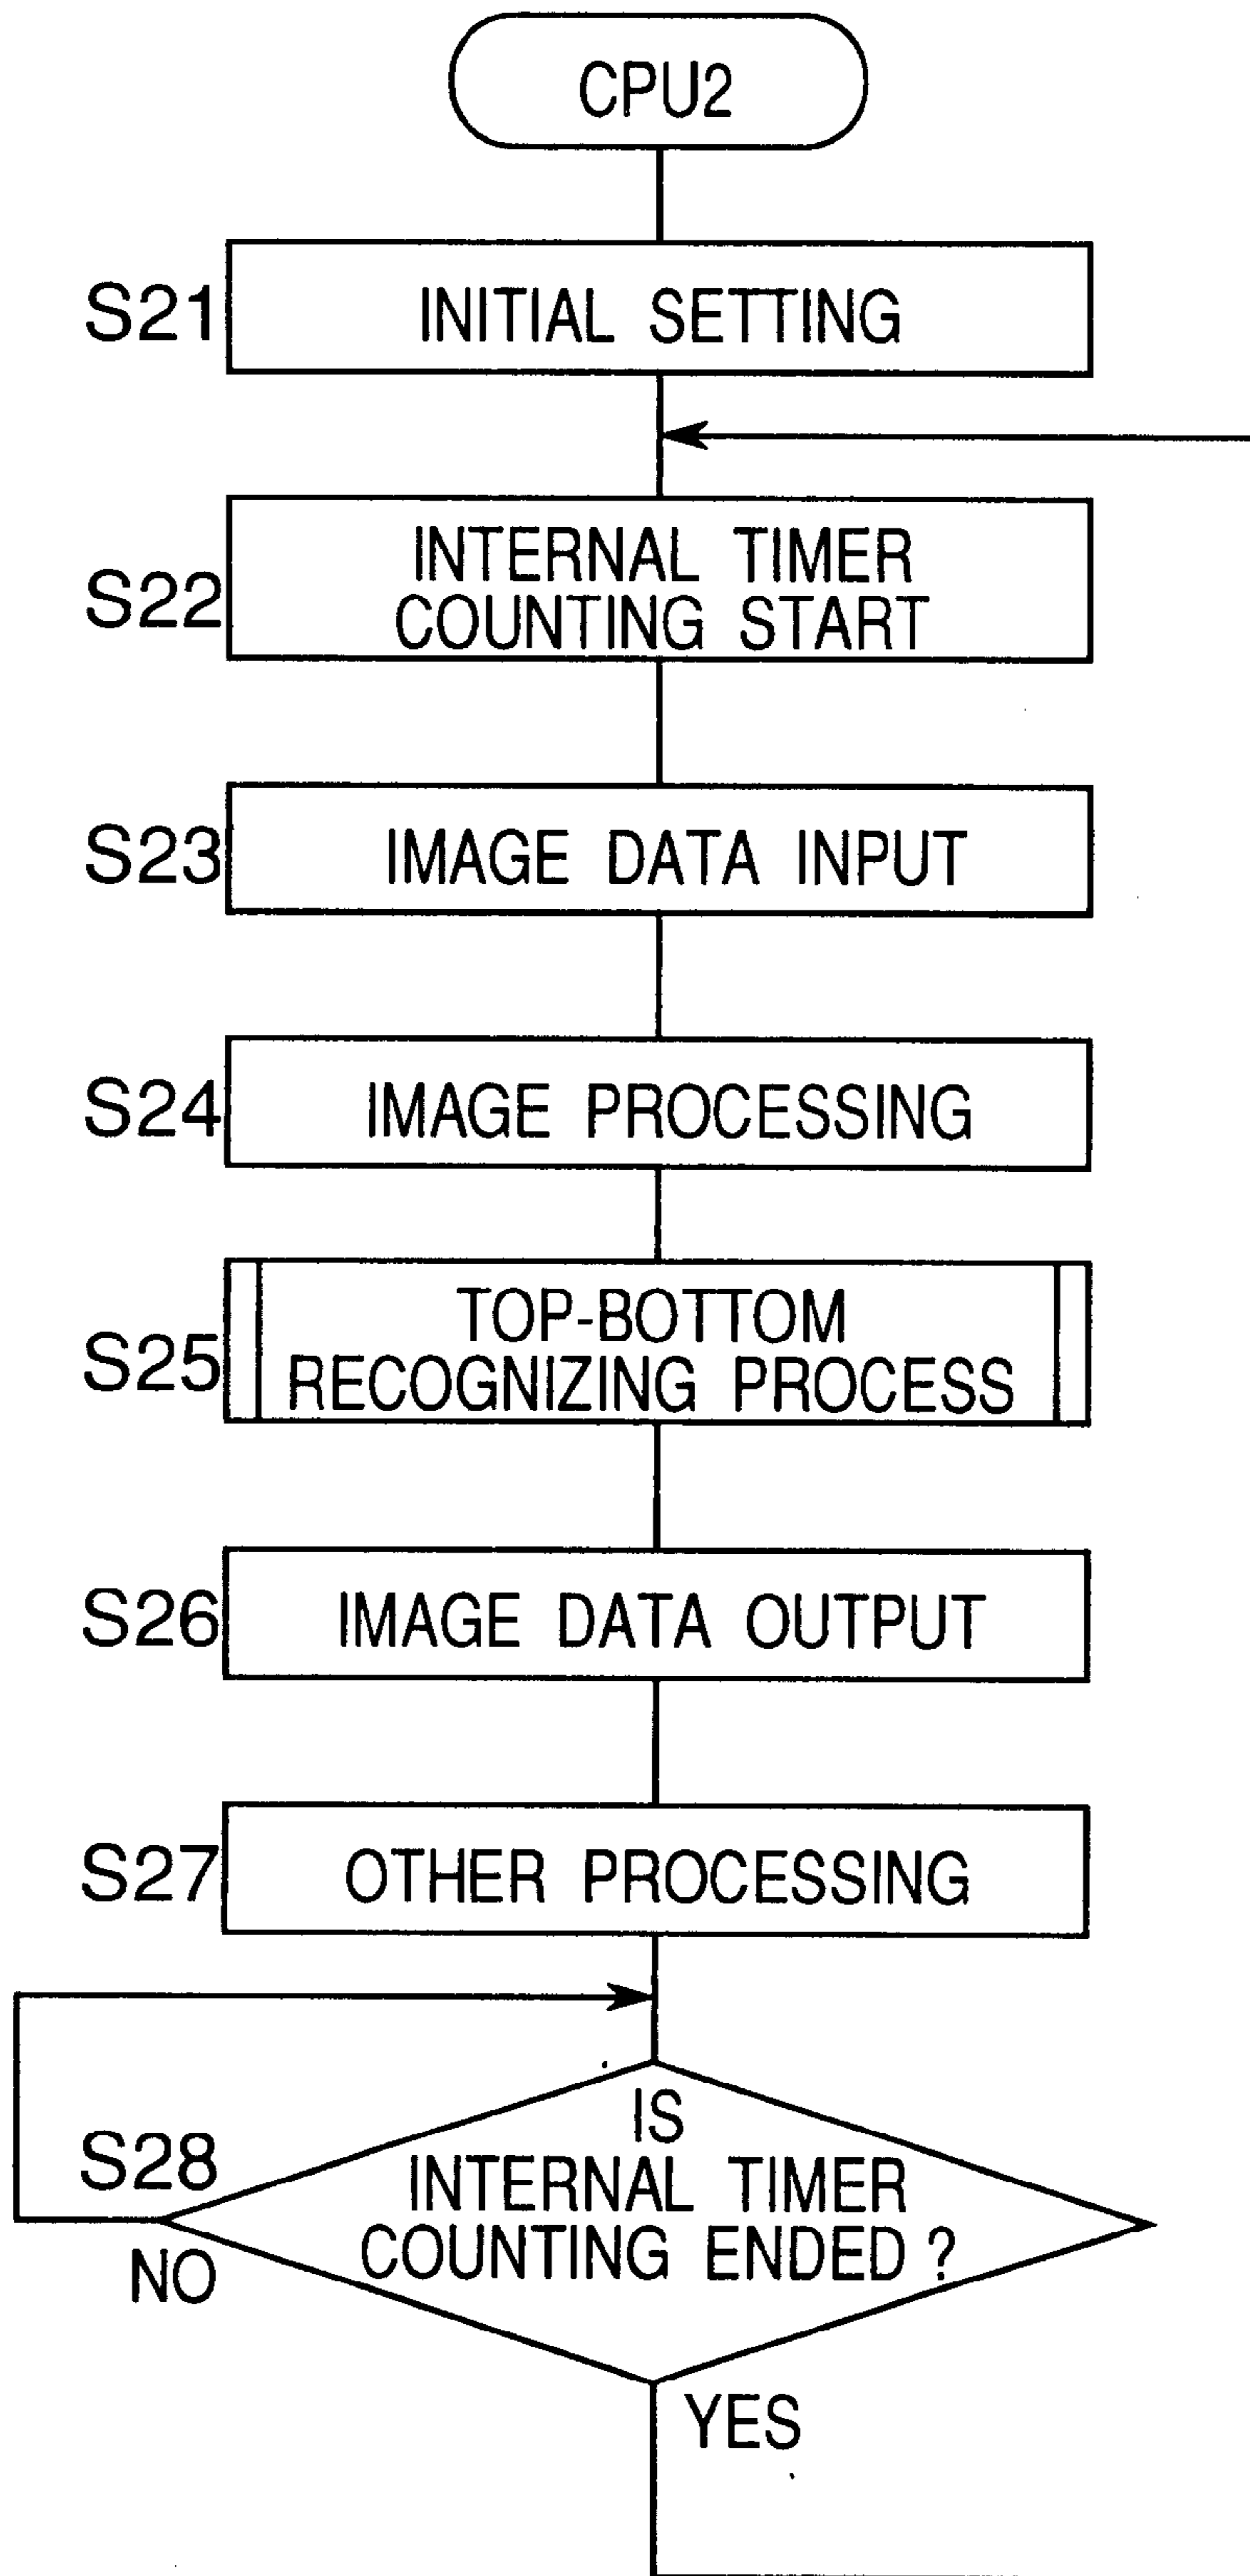 CPU2
S21
INITIAL SETTING
S22
INTERNAL TIMER
COUNTING START
S23
IMAGE DATA INPUT
S24
IMAGE PROCESSING
S25
TOP-BOTTOM
RECOGNIZING PROCESS
S26
IMAGE DATA OUTPUT
S27
OTHER PROCESSING
S28
IS
INTERNAL TIMER
COUNTING ENDED ?
NO
YES